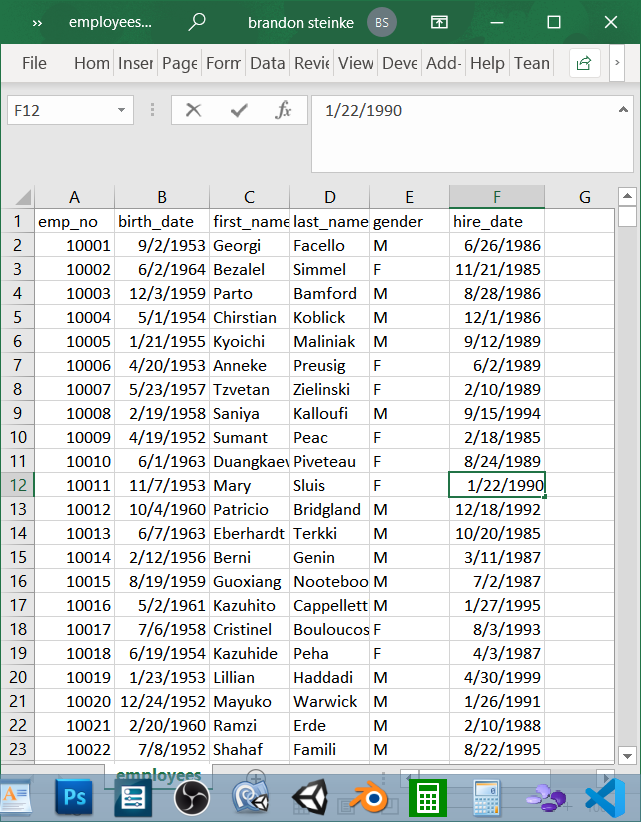 ›› employees... brandon steinke BS
File Hom Inser Page Forr Data Revi View Deve Add- Help Tean
F12 fx 1/22/1990
A B C D E F G
1 emp_no birth_date first_name last_name gender hire_date
2 10001 9/2/1953 Georgi Facello M 6/26/1986
3 10002 6/2/1964 Bezalel Simmel F 11/21/1985
4 10003 12/3/1959 Parto Bamford M 8/28/1986
5 10004 5/1/1954 Chirstian Koblick M 12/1/1986
6 10005 1/21/1955 Kyoichi Maliniak M 9/12/1989
7 10006 4/20/1953 Anneke Preusig F 6/2/1989
8 10007 5/23/1957 Tzvetan Zielinski F 2/10/1989
9 10008 2/19/1958 Saniya Kalloufi M 9/15/1994
10 10009 4/19/1952 Sumant Peac F 2/18/1985
11 10010 6/1/1963 Duangkaev Piveteau F 8/24/1989
12 10011 11/7/1953 Mary Sluis F 1/22/1990
13 10012 10/4/1960 Patricio Bridgland M 12/18/1992
14 10013 6/7/1963 Eberhardt Terkki M 10/20/1985
15 10014 2/12/1956 Berni Genin M 3/11/1987
16 10015 8/19/1959 Guoxiang Nooteboo M 7/2/1987
17 10016 5/2/1961 Kazuhito Cappellett M 1/27/1995
18 10017 7/6/1958 Cristinel Bouloucos F 8/3/1993
19 10018 6/19/1954 Kazuhide Peha F 4/3/1987
20 10019 1/23/1953 Lillian Haddadi M 4/30/1999
21 10020 12/24/1952 Mayuko Warwick M 1/26/1991
22 10021 2/20/1960 Ramzi Erde M 2/10/1988
23 10022 7/8/1952 Shahaf Famili M 8/22/1995
employees
Ps